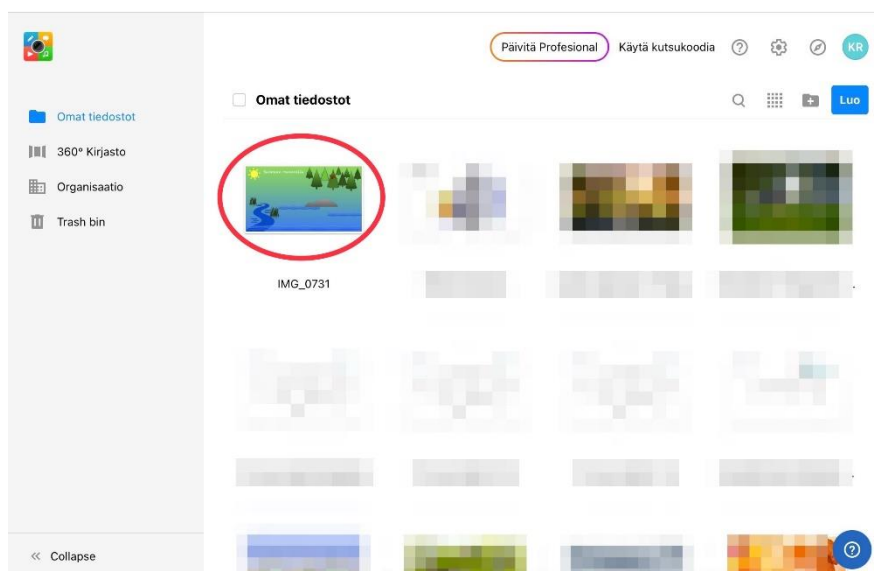 Päivitä Profesional
Käytä kutsukoodia
KR
Omat tiedostot
360° Kirjasto
Organisaatio
Trash bin
Collapse
Omat tiedostot
Luo
IMG_0731